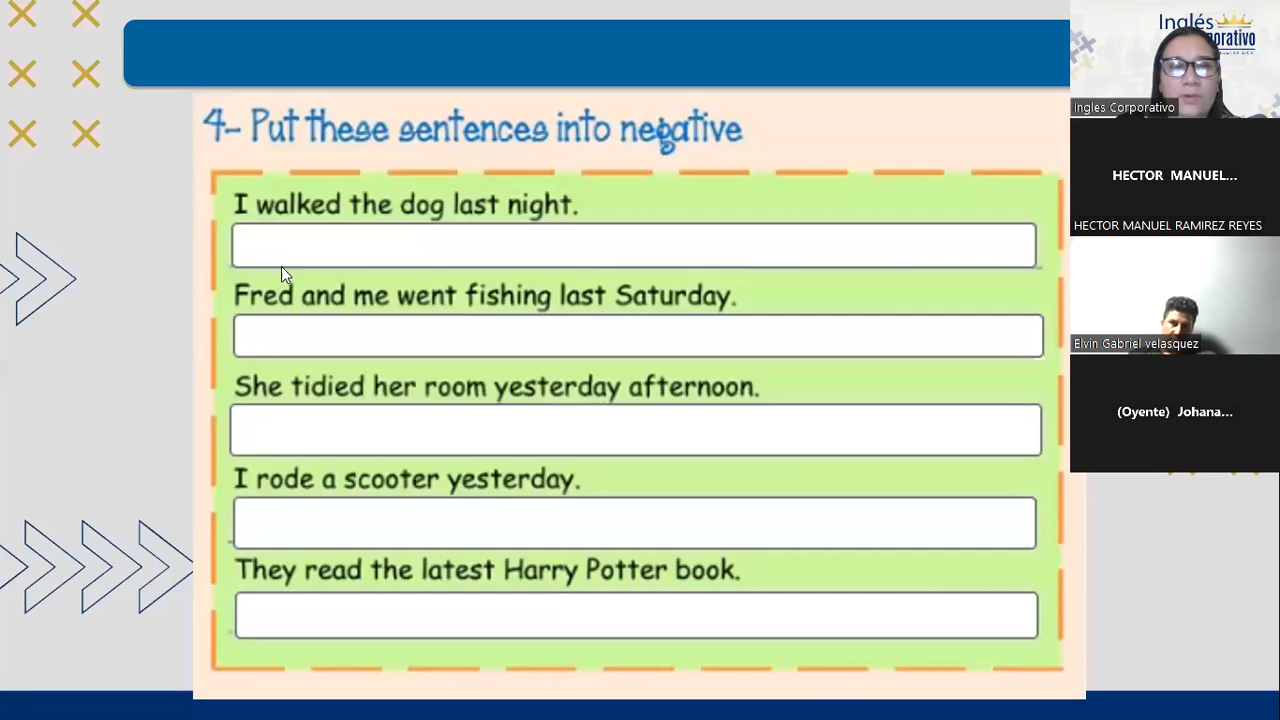 Inglés
4- Put these sentences into negative
I walked the dog last night.
Fred and me went fishing last Saturday.
She tidied her room yesterday afternoon.
I rode a scooter yesterday.
They read the latest Harry Potter book.
Ingles Corporativo
HECTOR MANUEL...
HECTOR MANUEL RAMIREZ REYES
Elvin Gabriel velasquez
(Oyente) Johana...